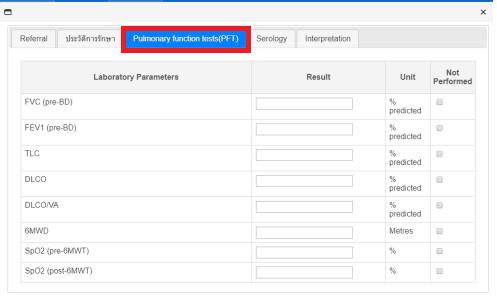 Referral ประวัติการรักษา Pulmonary function tests(PFT) Serology Interpretation
Laboratory Parameters Result Unit Not Performed
FVC (pre-BD) % predicted
FEV1 (pre-BD) % predicted
TLC % predicted
DLCO % predicted
DLCO/VA % predicted
6MWD Metres
SpO2 (pre-6MWT) %
SpO2 (post-6MWT) %